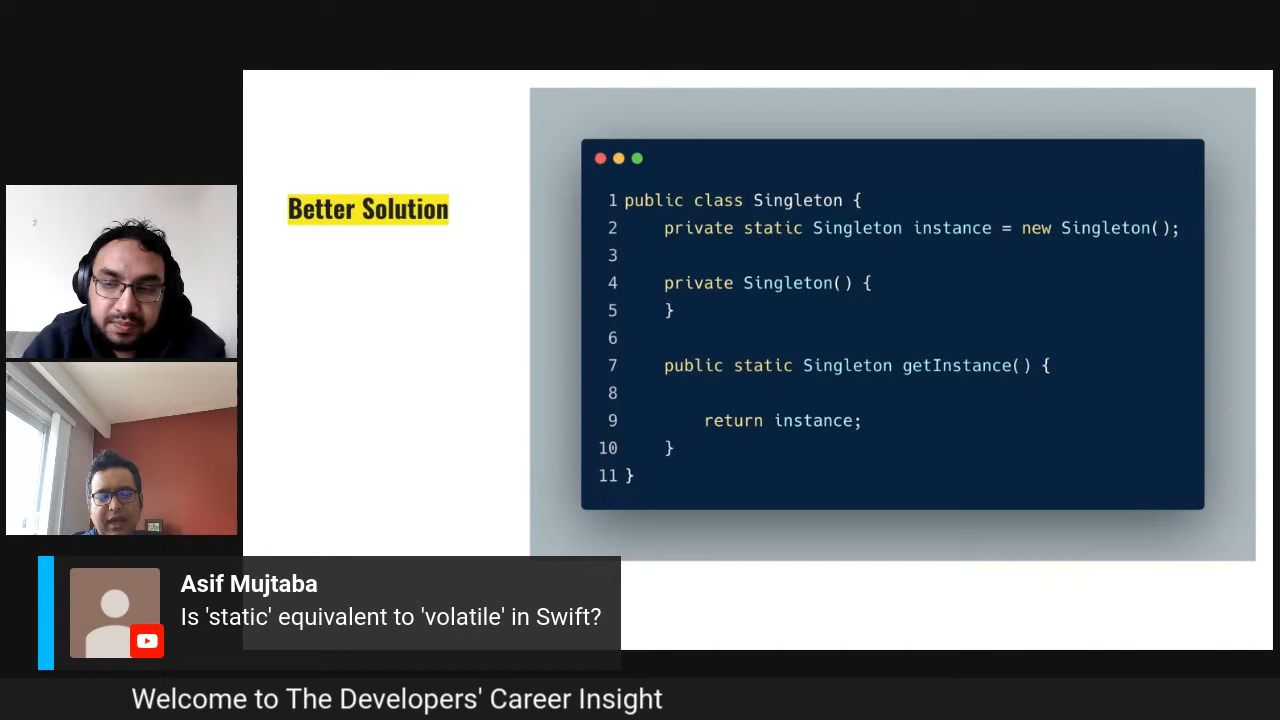 Better Solution
1 public class Singleton {
2     private static Singleton instance = new Singleton();
3
4     private Singleton() {
5     }
6
7     public static Singleton getInstance() {
8
9         return instance;
10     }
11 }
Asif Mujtaba
Is 'static' equivalent to 'volatile' in Swift?
Welcome to The Developers' Career Insight